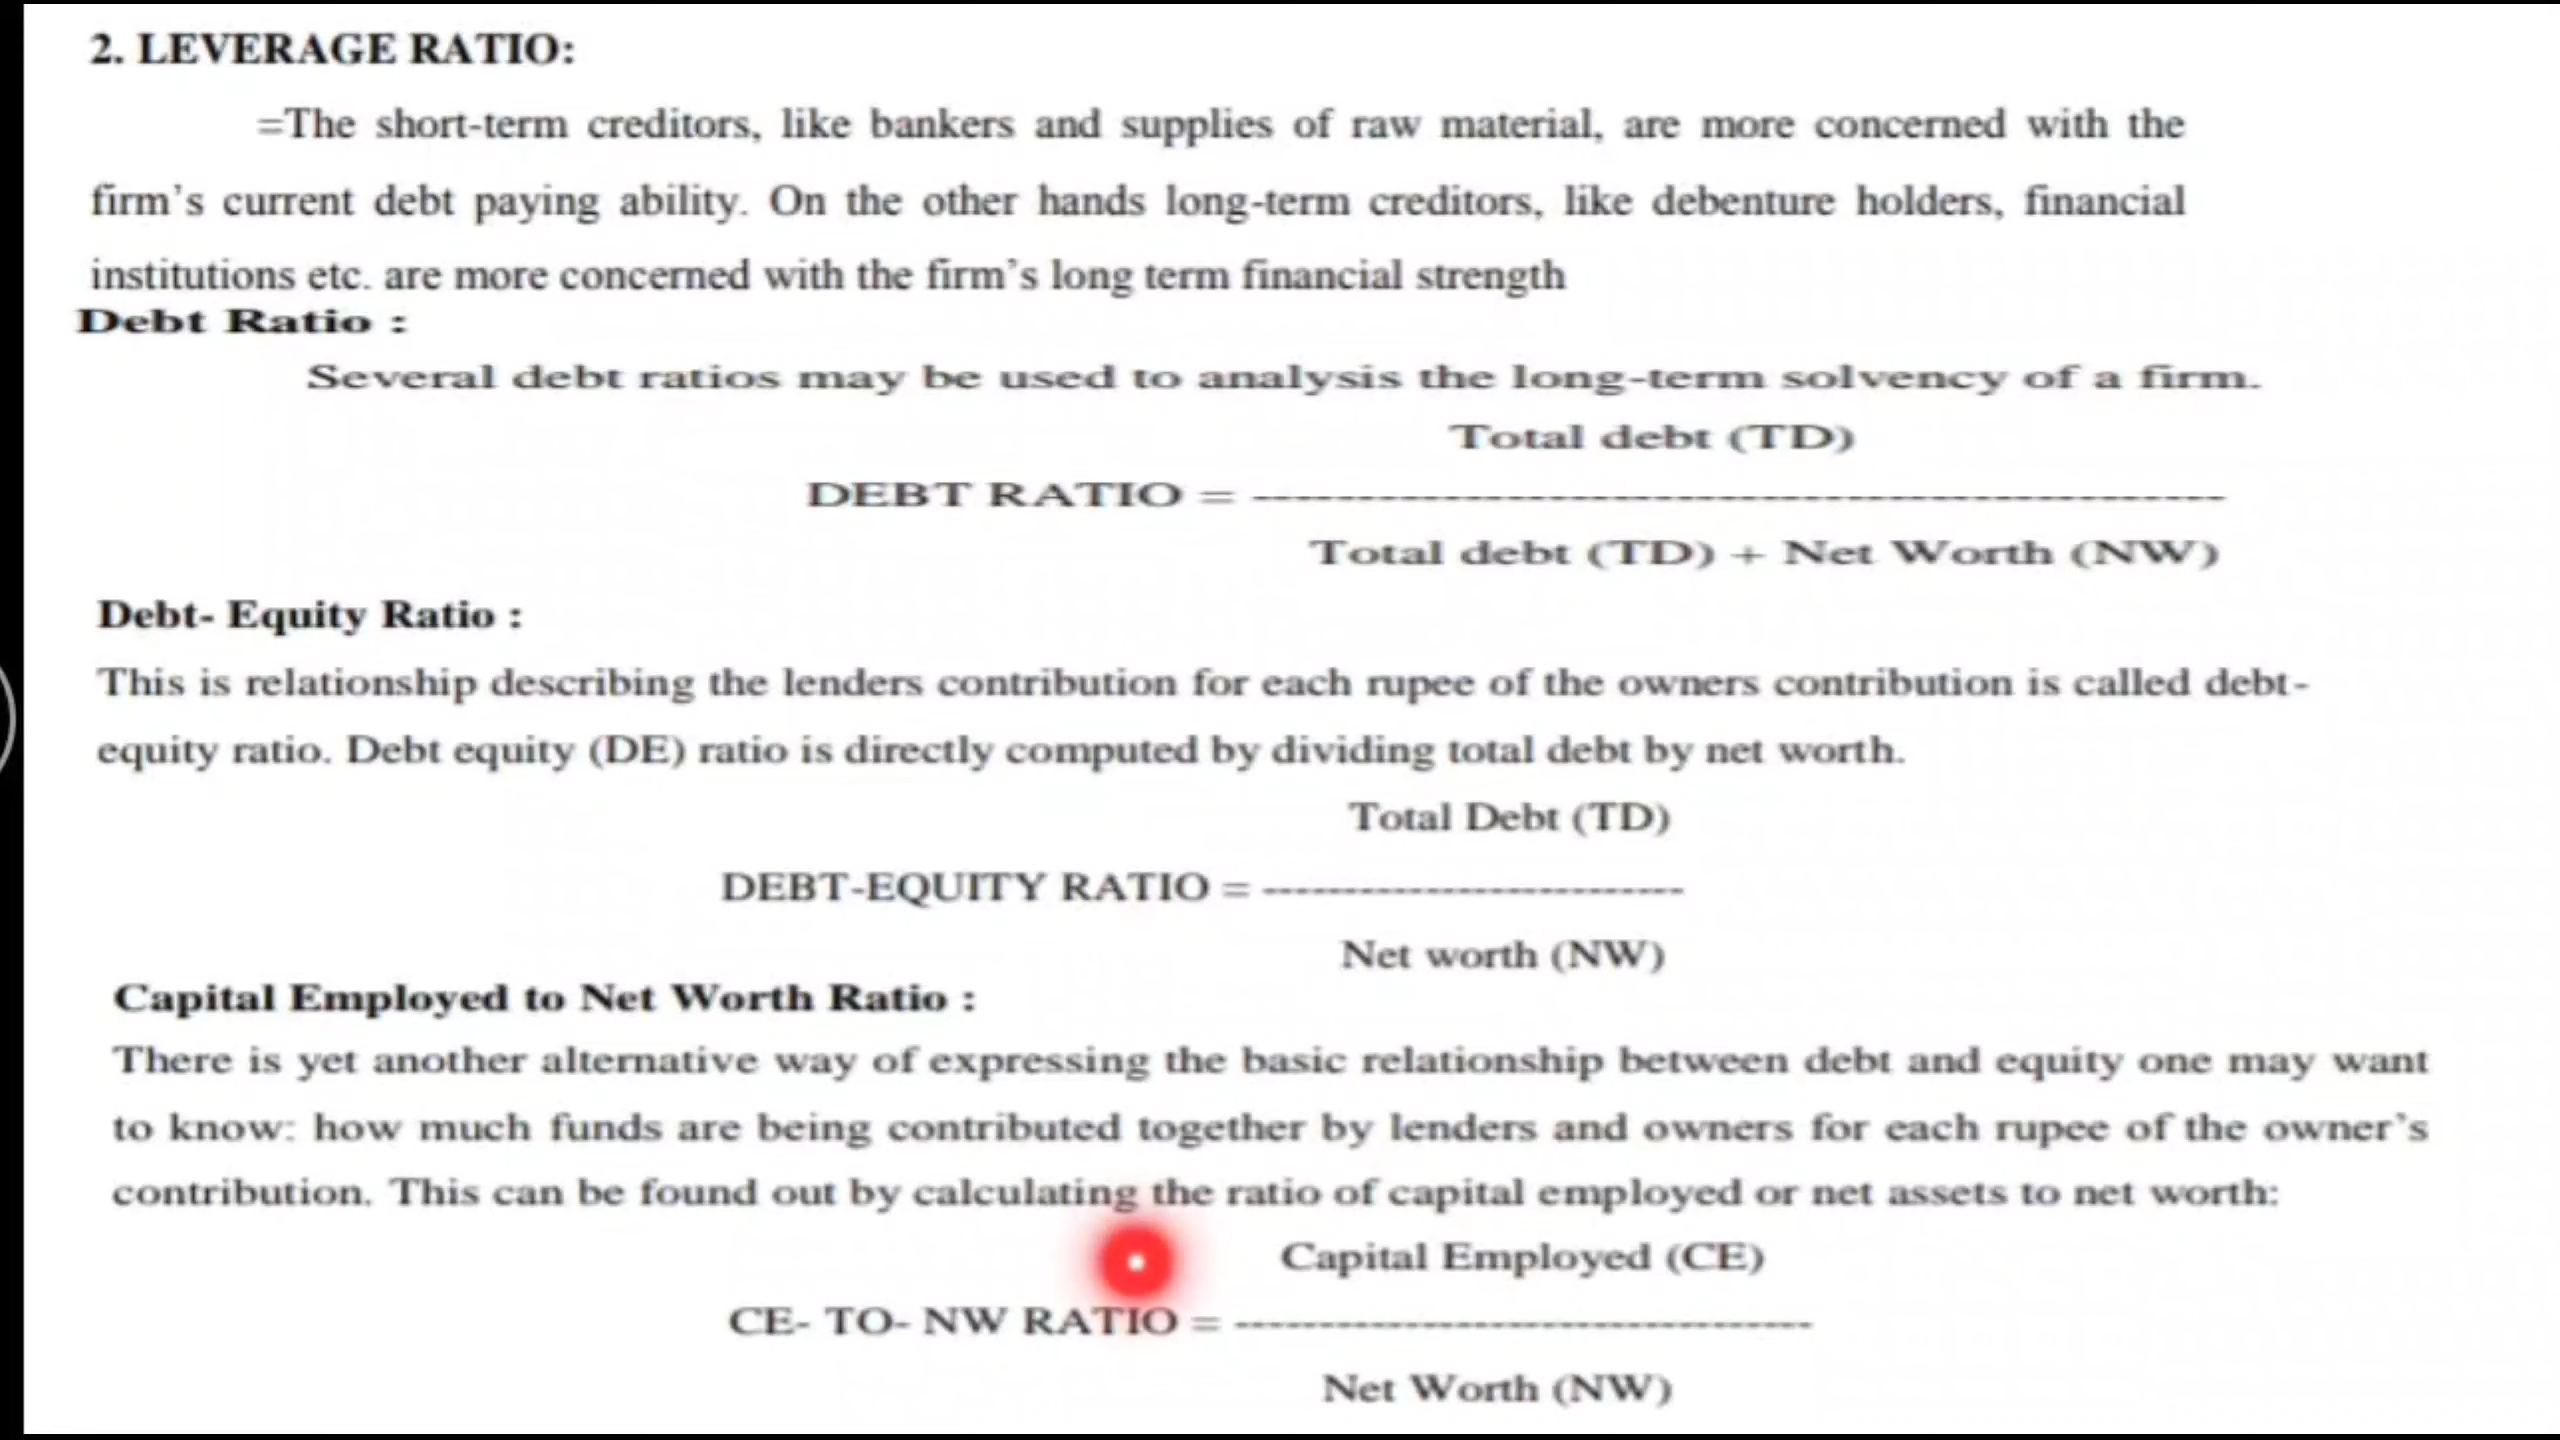 2. LEVERAGE RATIO:
=The short-term creditors, like bankers and supplies of raw material, are more concerned with the
firm's current debt paying ability. On the other hands long-term creditors, like debenture holders, financial
institutions etc. are more concerned with the firm's long term financial strength
Debt Ratio :
Several debt ratios may be used to analysis the long-term solvency of a firm.
Total debt (TD)
DEBT RATIO = --------------------------------------------------
Total debt (TD) + Net Worth (NW)
Debt- Equity Ratio :
This is relationship describing the lenders contribution for each rupee of the owners contribution is called debt-
equity ratio. Debt equity (DE) ratio is directly computed by dividing total debt by net worth.
Total Debt (TD)
DEBT-EQUITY RATIO = --------------------------
Net worth (NW)
Capital Employed to Net Worth Ratio :
There is yet another alternative way of expressing the basic relationship between debt and equity one may want
to know: how much funds are being contributed together by lenders and owners for each rupee of the owner's
contribution. This can be found out by calculating the ratio of capital employed or net assets to net worth:
Capital Employed (CE)
CE- TO- NW RATIO = -----------------------------------
Net Worth (NW)